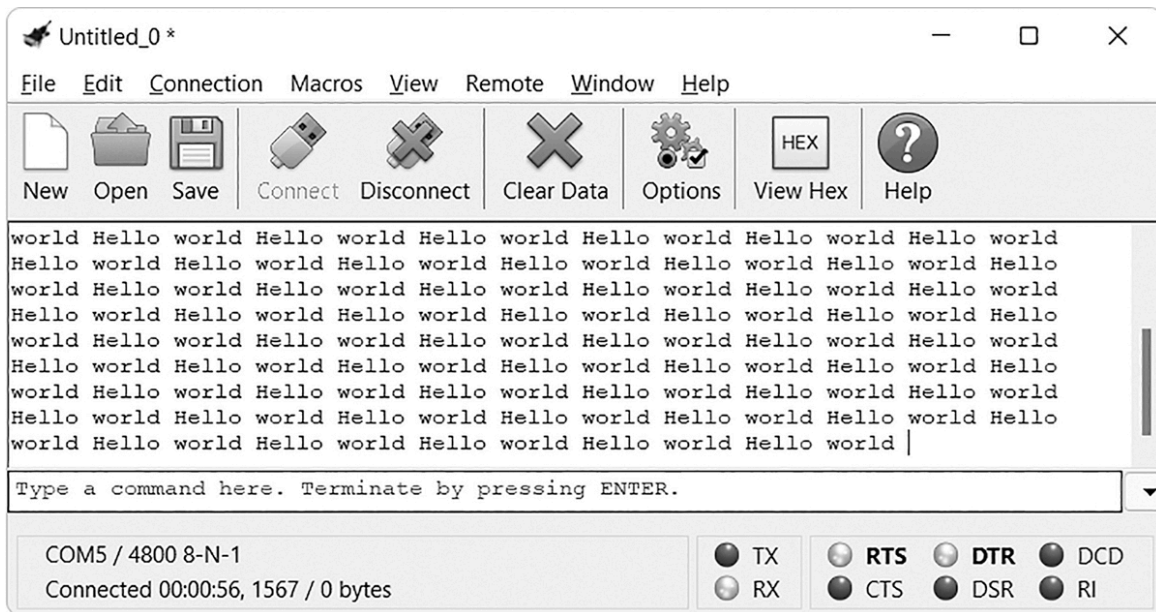 Untitled_0 *
File Edit Connection Macros View Remote Window Help
New Open Save Connect Disconnect Clear Data Options HEX View Hex Help
world Hello world Hello world Hello world Hello world Hello world Hello world
Hello world Hello world Hello world Hello world Hello world Hello world Hello
world Hello world Hello world Hello world Hello world Hello world Hello world
Hello world Hello world Hello world Hello world Hello world Hello world Hello
world Hello world Hello world Hello world Hello world Hello world Hello world
Hello world Hello world Hello world Hello world Hello world Hello world Hello
world Hello world Hello world Hello world Hello world Hello world Hello world
Hello world Hello world Hello world Hello world Hello world Hello world Hello
world Hello world Hello world Hello world Hello world Hello world
Type a command here. Terminate by pressing ENTER.
COM5 / 4800 8-N-1
Connected 00:00:56, 1567 / 0 bytes
TX RTS DTR DCD
RX CTS DSR RI